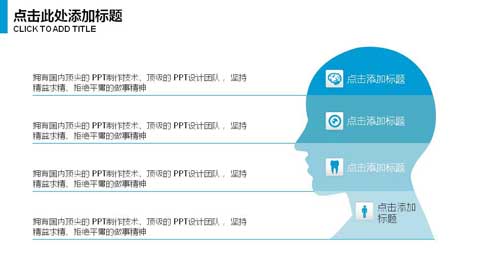 点击此处添加标题
CLICK TO ADD TITLE
拥有国内顶尖的 PPT制作技术、顶级的 PPT设计团队，坚持
精益求精、拒绝平庸的做事精神
点击添加标题
拥有国内顶尖的 PPT制作技术、顶级的 PPT设计团队，坚持
精益求精、拒绝平庸的做事精神
点击添加标题
拥有国内顶尖的 PPT制作技术、顶级的 PPT设计团队，坚持
精益求精、拒绝平庸的做事精神
点击添加标题
拥有国内顶尖的 PPT制作技术、顶级的 PPT设计团队，坚持
精益求精、拒绝平庸的做事精神
点击添加
标题